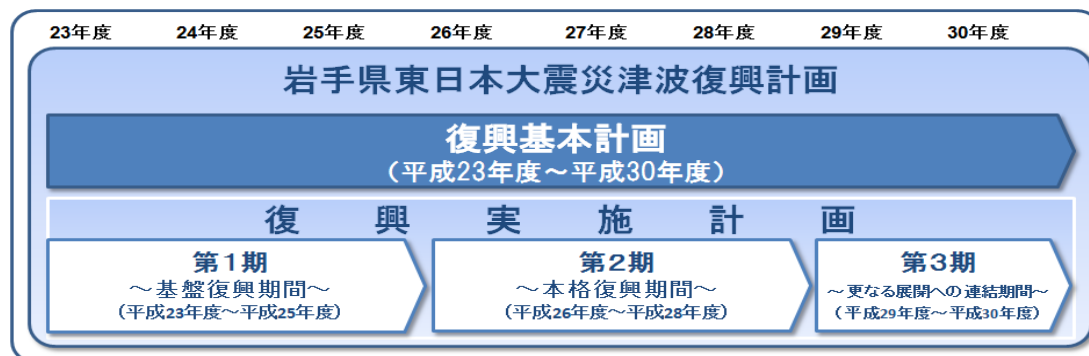 23年度 24年度 25年度 26年度 27年度 28年度 29年度 30年度
岩手県東日本大震災津波復興計画
復興基本計画
（平成23年度～平成30年度）
復興実施計画
第１期
～基盤復興期間～
（平成23年度～平成25年度）
第２期
～本格復興期間～
（平成26年度～平成28年度）
第３期
～更なる展開への連結期間～
（平成29年度～平成30年度）